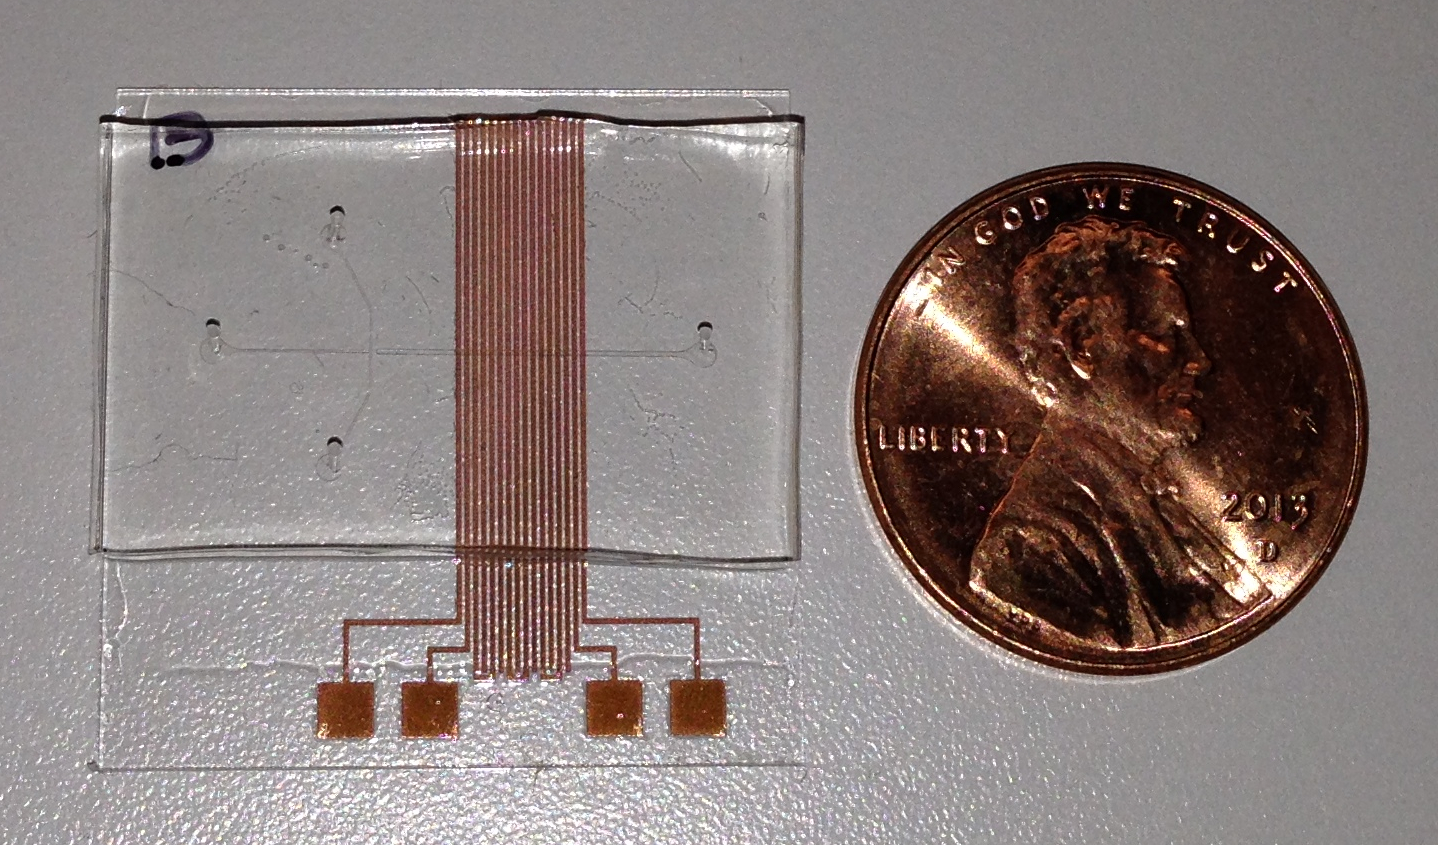 IN GOD WE TRUST
LIBERTY
2013
D